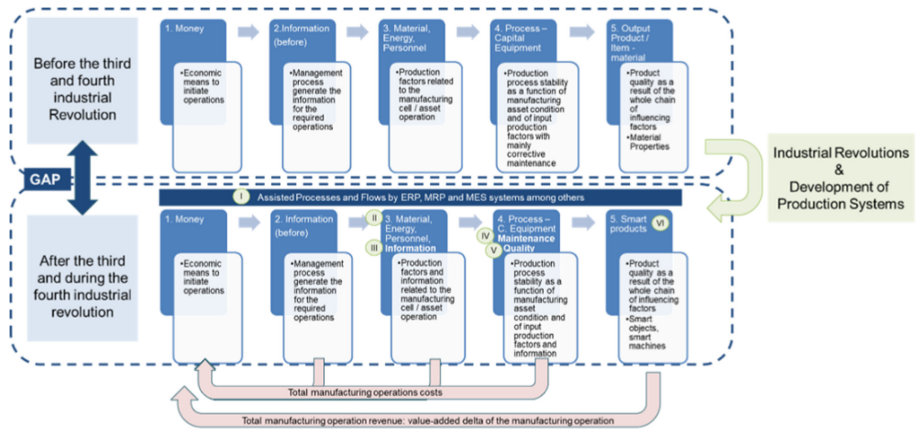 1. Money
2.Information
(before)
3. Material,
Energy,
Personnel
4. Process –
Capital
Equipment
5. Output
Product /
Item -
material
Before the third
and fourth
industrial
Revolution
•Economic
means to
initiate
operations
•Management
process
generate the
information
for the
required
operations
•Production
factors related
to the
manufacturing
cell / asset
operation
•Production
process stability
as a function of
manufacturing
asset condition
and of input
production
factors with
mainly
corrective
maintenance
•Product
quality as a
result of the
whole chain
of
influencing
factors
•Material
Properties
GAP
Industrial Revolutions
&
Development of
Production Systems
I
Assisted Processes and Flows by ERP, MRP and MES systems among others
1. Money
2. Information
(before)
II
III
3. Material,
Energy,
Personnel,
Information
IV
V
4. Process –
C. Equipment
Maintenance
Quality
5. Smart
products
VI
After the third
and during the
fourth industrial
revolution
•Economic
means to
initiate
operations
•Management
process
generate the
information
for the
required
operations
•Production
factors and
information
related to the
manufacturing
cell / asset
operation
•Production
process
stability as a
function of
manufacturing
asset
condition and
of input
production
factors and
information
•Product
quality as a
result of the
whole chain
of influencing
factors
•Smart
objects,
smart
machines
Total manufacturing operations costs
Total manufacturing operation revenue: value-added delta of the manufacturing operation